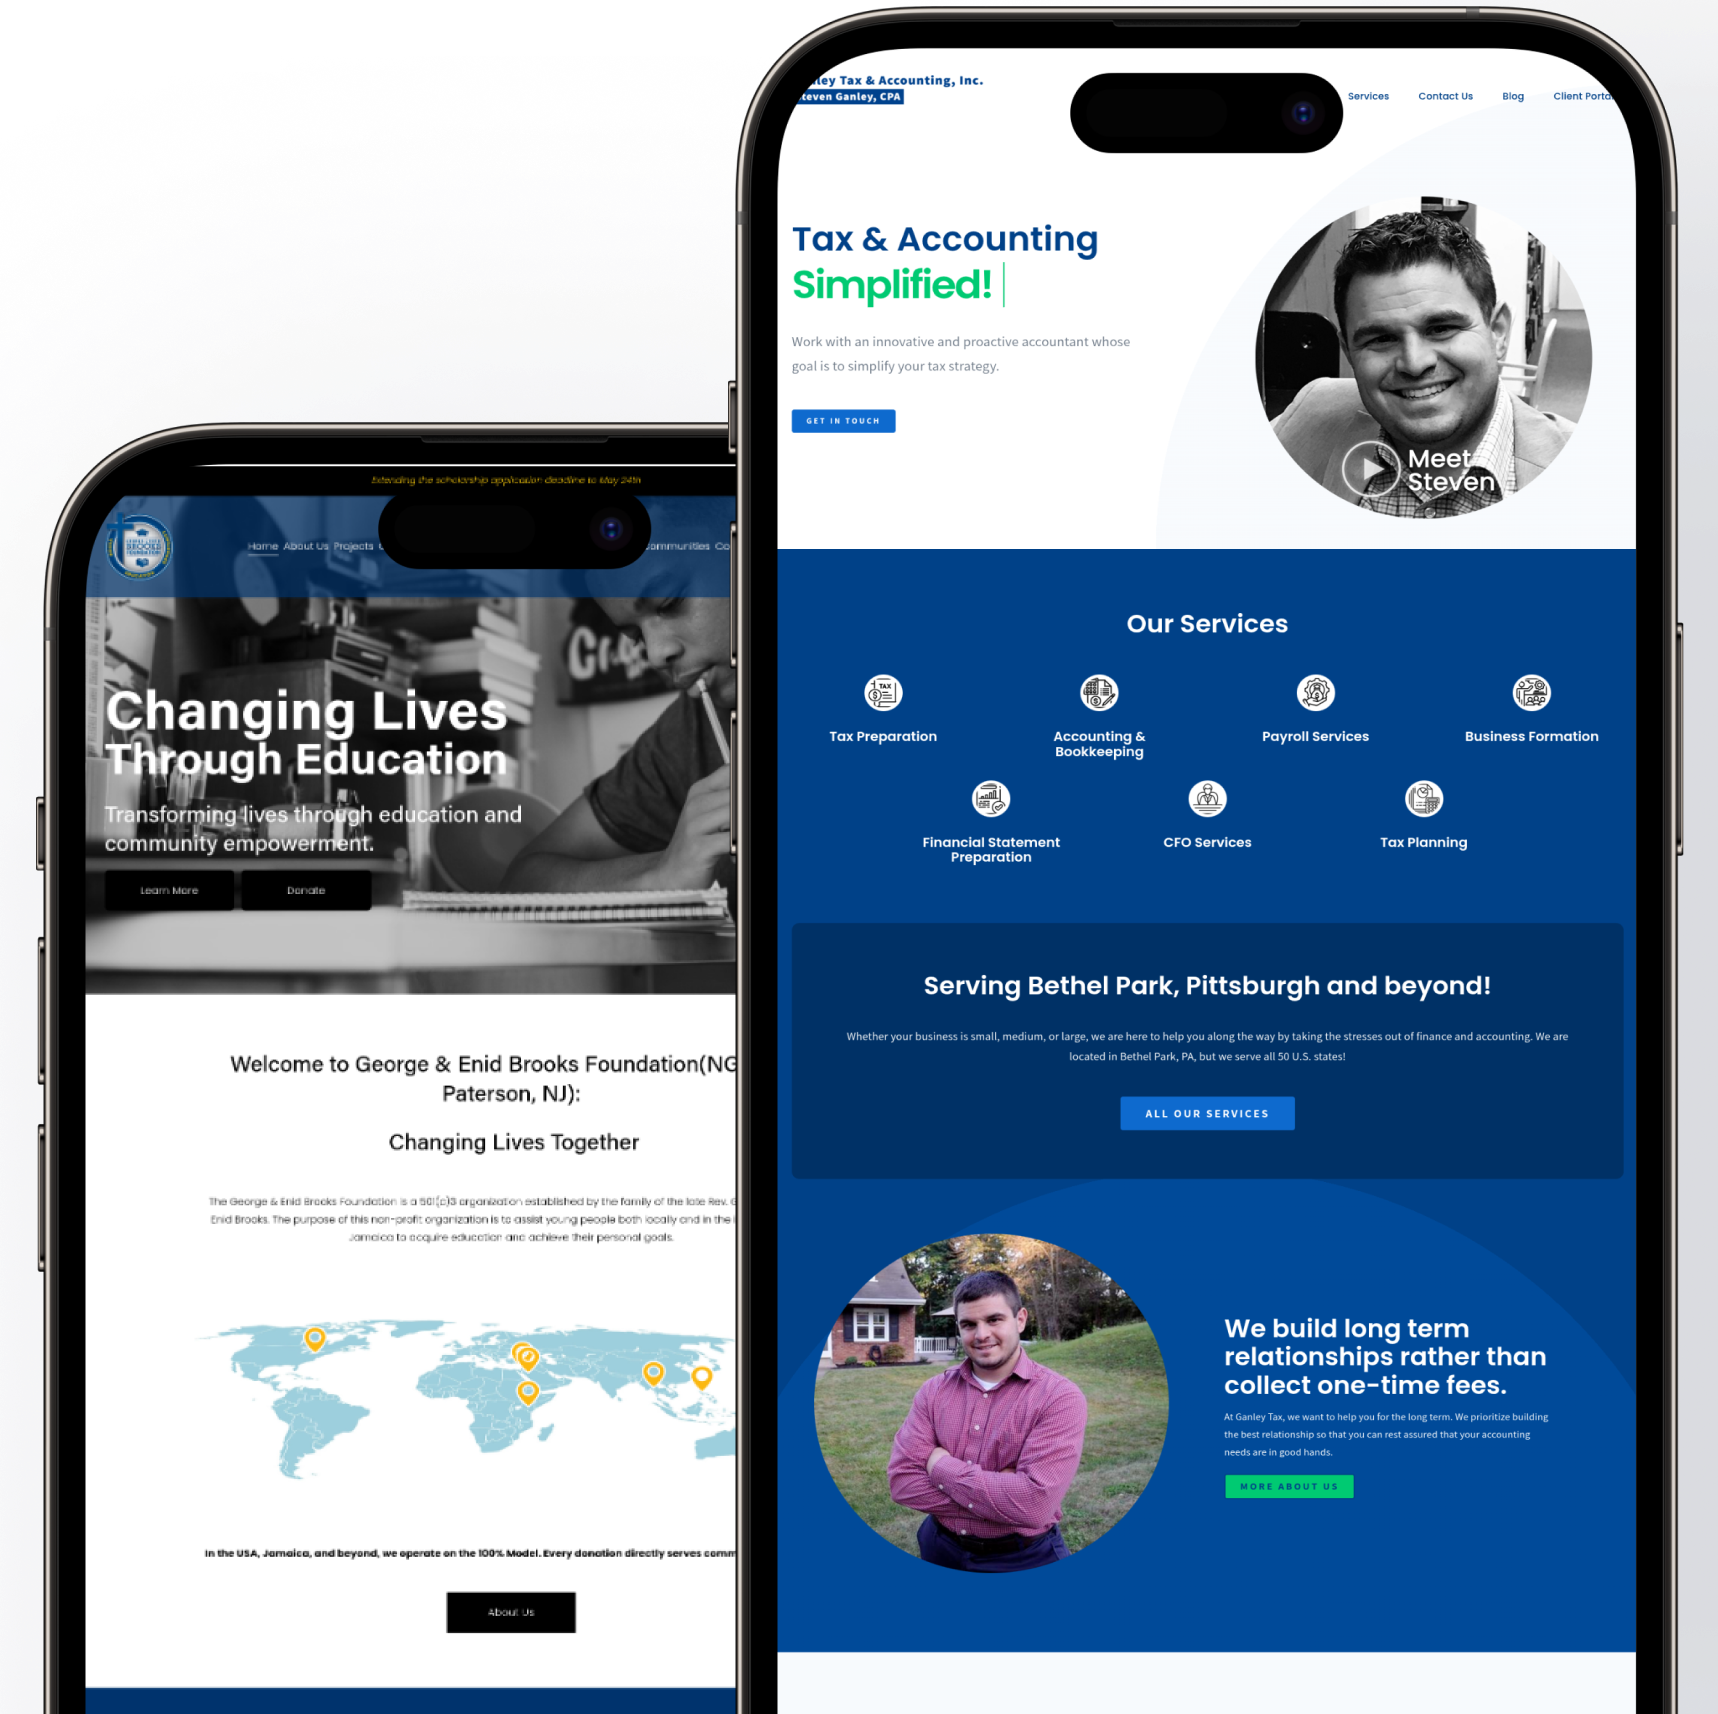 Extending the scholarship application deadline to May 24th
BROOKS
Home About Us Projects
Communities Co
Changing Lives
Through Education
Transforming lives through education and
community empowerment.
Learn More
Donate
Welcome to George & Enid Brooks Foundation(NG
Paterson, NJ):
Changing Lives Together
The George & Enid Brooks Foundation is a 501(c)3 organization established by the family of the late Rev. G
Enid Brooks. The purpose of this non-profit organization is to assist young people both locally and in the
Jamaica to acquire education and achieve their personal goals.
In the USA, Jamaica, and beyond, we operate on the 100% Model. Every donation directly serves comm
About Us
ley Tax & Accounting, Inc.
Steven Ganley, CPA
Services
Contact Us
Blog
Client Portal
Tax & Accounting
Simplified!
Work with an innovative and proactive accountant whose
goal is to simplify your tax strategy.
GET IN TOUCH
Meet
Steven
Our Services
TAX
Tax Preparation
Accounting &
Bookkeeping
Payroll Services
Business Formation
Financial Statement
Preparation
CFO Services
Tax Planning
Serving Bethel Park, Pittsburgh and beyond!
Whether your business is small, medium, or large, we are here to help you along the way by taking the stresses out of finance and accounting. We are
located in Bethel Park, PA, but we serve all 50 U.S. states!
ALL OUR SERVICES
We build long term
relationships rather than
collect one-time fees.
At Ganley Tax, we want to help you for the long term. We prioritize building
the best relationship so that you can rest assured that your accounting
needs are in good hands.
MORE ABOUT US